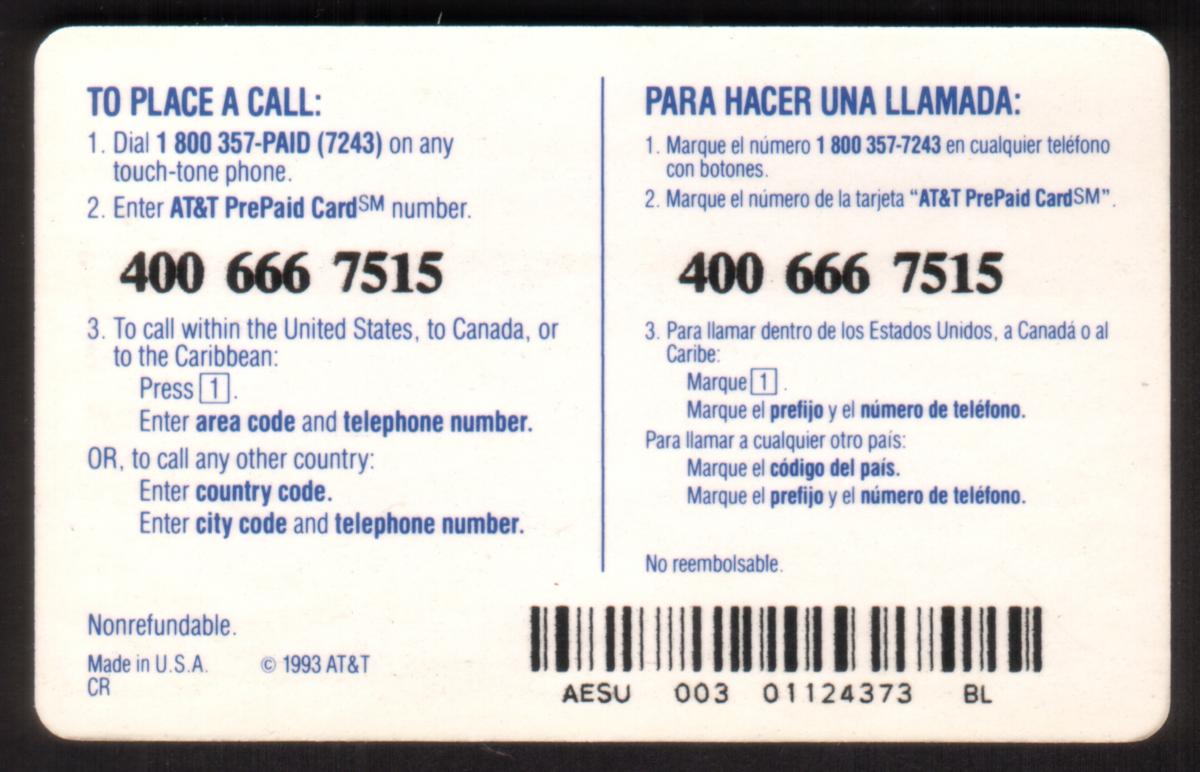 TO PLACE A CALL:
1. Dial 1 800 357-PAID (7243) on any
touch-tone phone.
2. Enter AT&T PrePaid Card℠ number.
400 666 7515
3. To call within the United States, to Canada, or
to the Caribbean:
Press 1 .
Enter area code and telephone number.
OR, to call any other country:
Enter country code.
Enter city code and telephone number.
Nonrefundable.
Made in U.S.A. © 1993 AT&T
CR
PARA HACER UNA LLAMADA:
1. Marque el número 1 800 357-7243 en cualquier teléfono
con botones.
2. Marque el número de la tarjeta “AT&T PrePaid Card℠”.
400 666 7515
3. Para llamar dentro de los Estados Unidos, a Canadá o al
Caribe:
Marque 1 .
Marque el prefijo y el número de teléfono.
Para llamar a cualquier otro país:
Marque el código del país.
Marque el prefijo y el número de teléfono.
No reembolsable.
AESU 003 01124373 BL